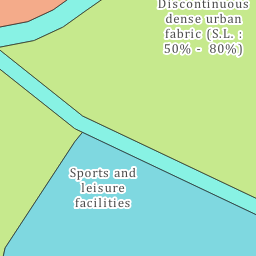 Discontinuous
dense urban
fabric (S.L. :
50% - 80%)
Sports and
leisure
facilities